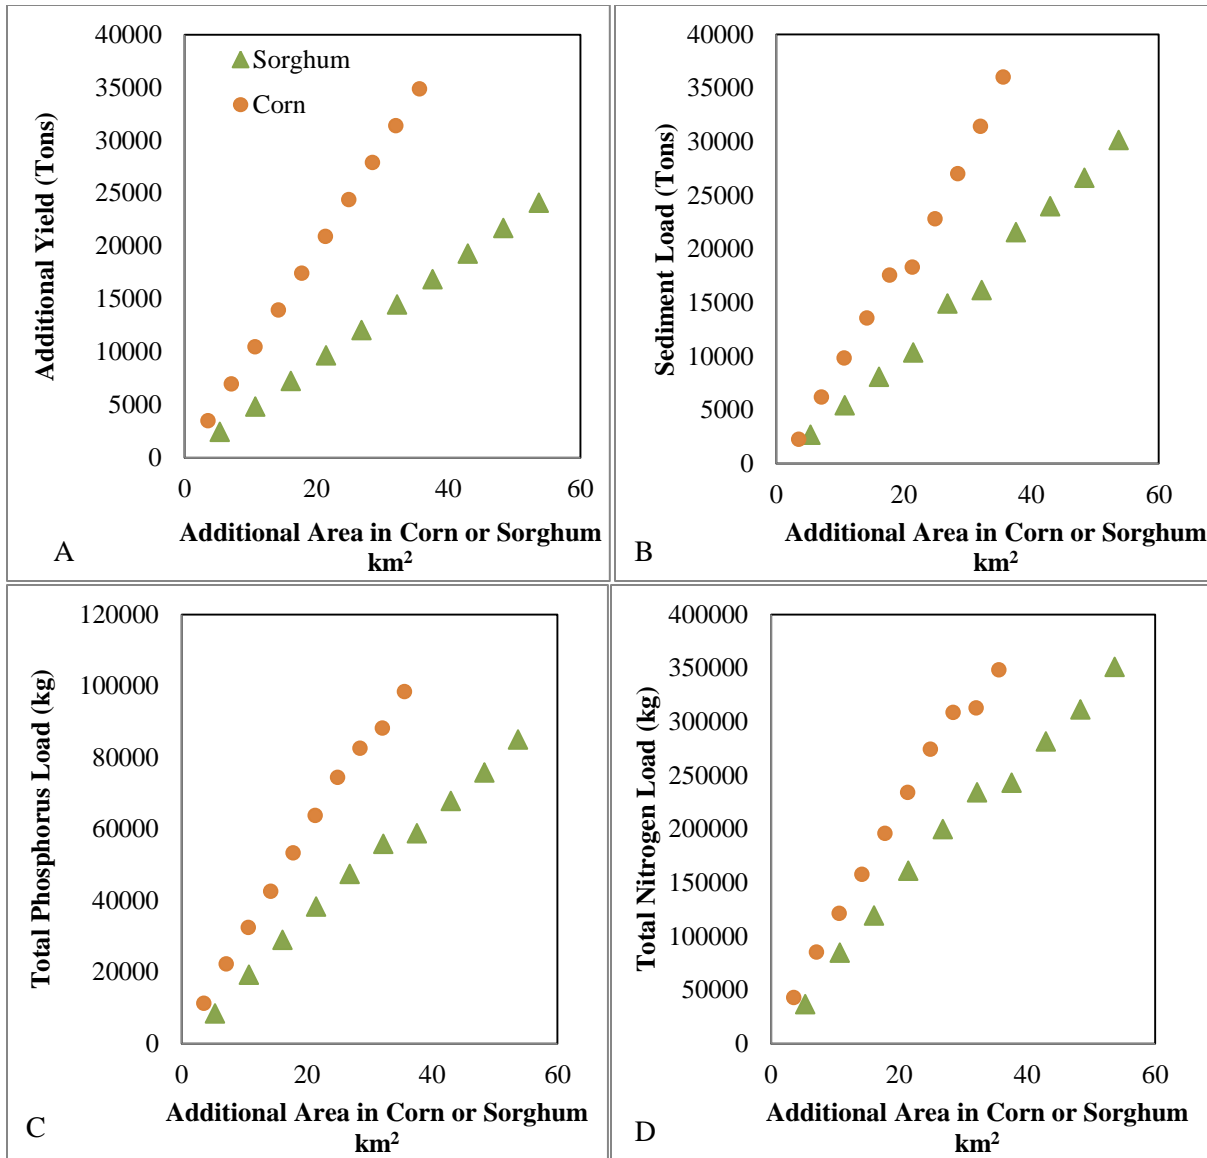 40000
35000
30000
25000
20000
15000
10000
5000
0
Additional Yield (Tons)
Sorghum
Corn
0 20 40 60
Additional Area in Corn or Sorghum
km²
A
40000
35000
30000
25000
20000
15000
10000
5000
0
Sediment Load (Tons)
0 20 40 60
Additional Area in Corn or Sorghum
km²
B
120000
100000
80000
60000
40000
20000
0
Total Phosphorus Load (kg)
0 20 40 60
Additional Area in Corn or Sorghum
km²
C
400000
350000
300000
250000
200000
150000
100000
50000
0
Total Nitrogen Load (kg)
0 20 40 60
Additional Area in Corn or Sorghum
km²
D